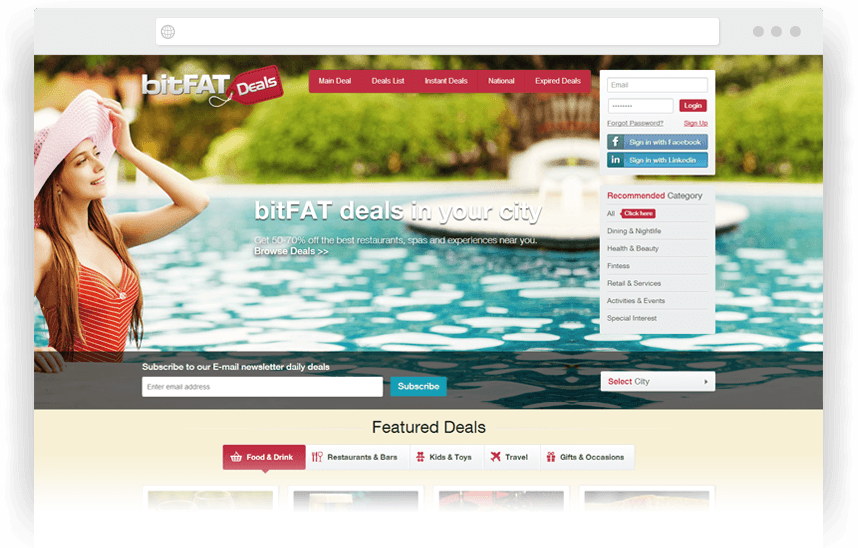 bitFAT Deals
Main Deal Deals List Instant Deals National Expired Deals
Email
--------
Login
Forgot Password? Sign Up
f Sign in with Facebook
in Sign in with Linkedin
bitFAT deals in your city
Get 50-70% off the best restaurants, spas and experiences near you.
Browse Deals >>
Recommended Category
All Click here
Dining & Nightlife
Health & Beauty
Fintess
Retail & Services
Activities & Events
Special Interest
Subscribe to our E-mail newsletter daily deals
Enter email address Subscribe
Select City
Featured Deals
Food & Drink Restaurants & Bars Kids & Toys Travel Gifts & Occasions